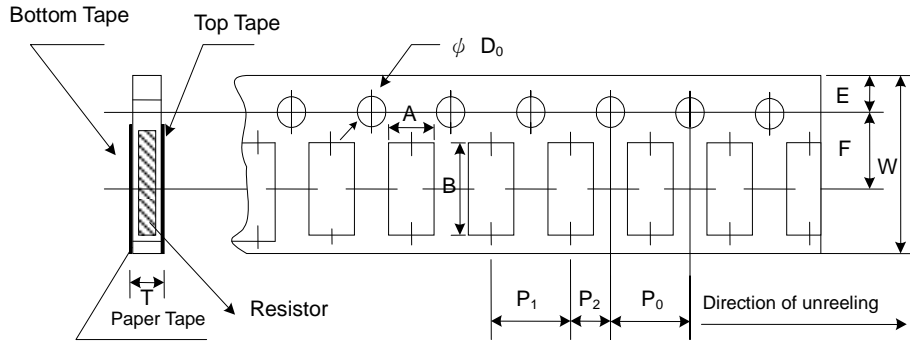 Bottom Tape
Top Tape
ψ D₀
A
E
F
W
B
T
Paper Tape
Resistor
P₁
P₂
P₀
Direction of unreeling